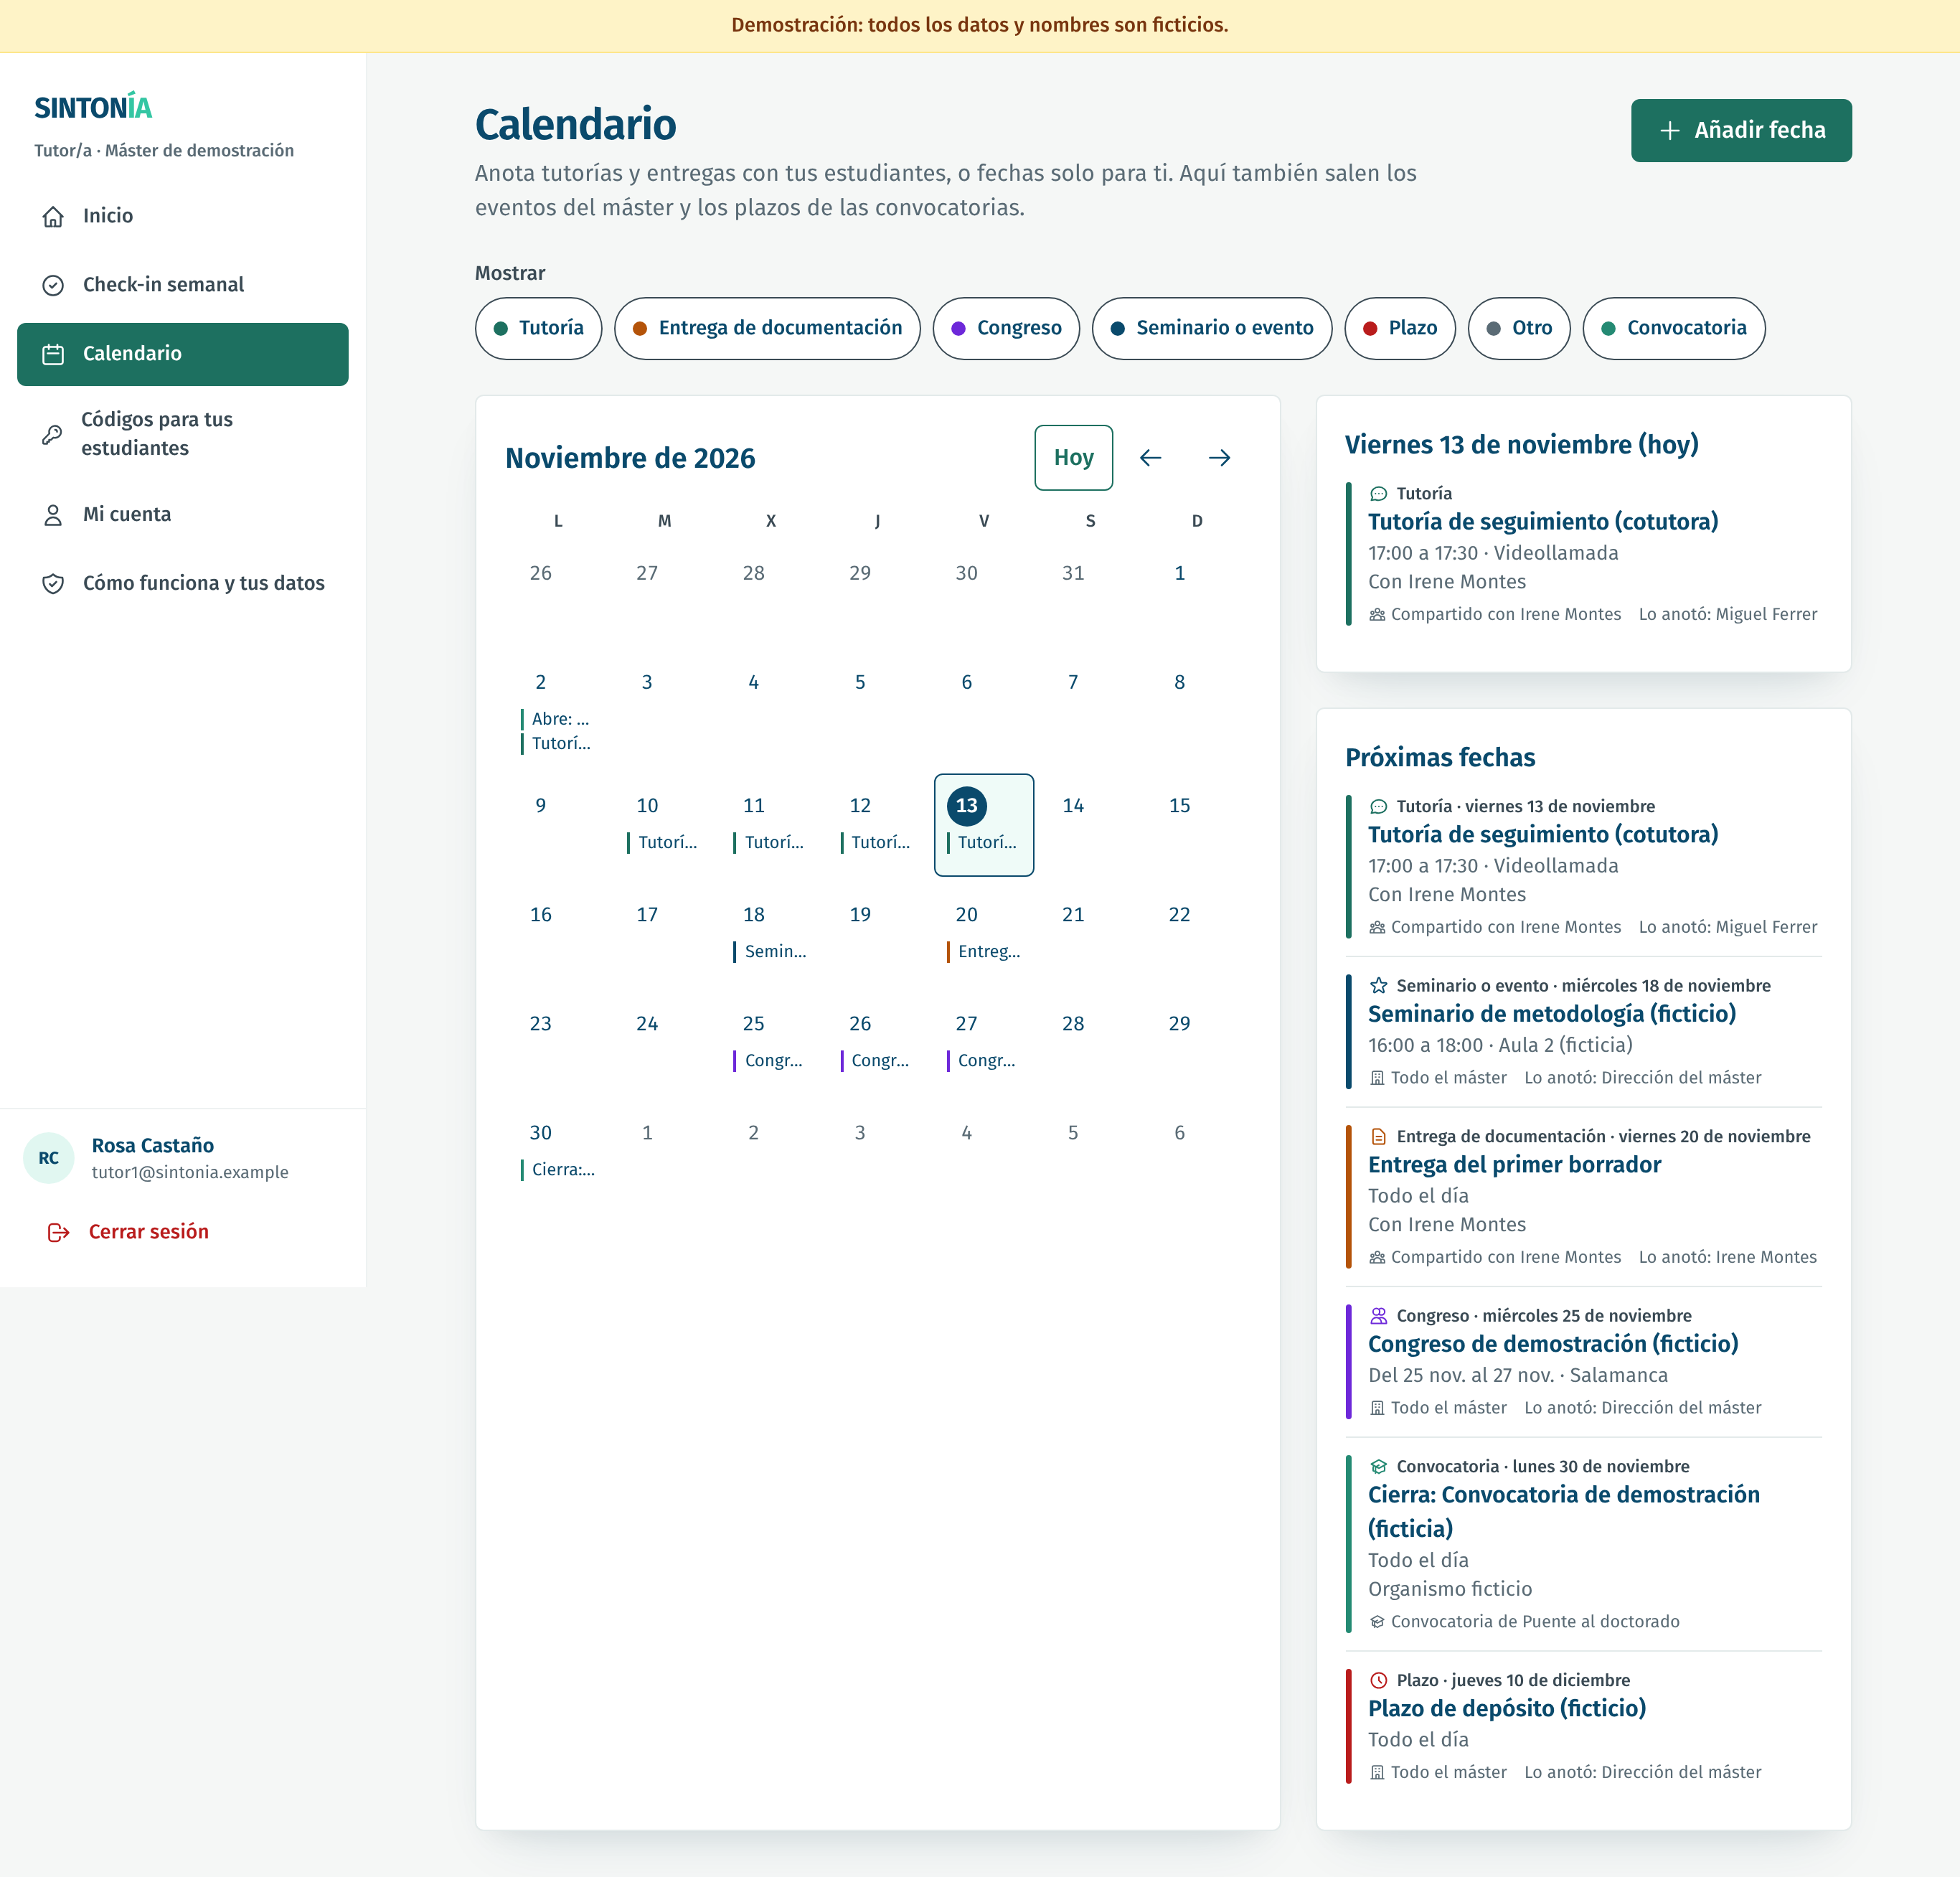 Demostración: todos los datos y nombres son ficticios.
SINTONÍA
Tutor/a · Máster de demostración
Inicio
Check-in semanal
Calendario
Códigos para tus
estudiantes
Mi cuenta
Cómo funciona y tus datos
RC
Rosa Castaño
tutor1@sintonia.example
Cerrar sesión
Calendario
Anota tutorías y entregas con tus estudiantes, o fechas solo para ti. Aquí también salen los
eventos del máster y los plazos de las convocatorias.
Añadir fecha
Mostrar
Tutoría Entrega de documentación Congreso Seminario o evento Plazo Otro Convocatoria
Noviembre de 2026
Hoy
L M X J V S D
26 27 28 29 30 31 1
2 3 4 5 6 7 8
Abre: ...
Tutorí...
9 10 11 12 13 14 15
Tutorí... Tutorí... Tutorí... Tutorí...
16 17 18 19 20 21 22
Semin... Entreg...
23 24 25 26 27 28 29
Congr... Congr... Congr...
30 1 2 3 4 5 6
Cierra:...
Viernes 13 de noviembre (hoy)
Tutoría
Tutoría de seguimiento (cotutora)
17:00 a 17:30 · Videollamada
Con Irene Montes
Compartido con Irene Montes Lo anotó: Miguel Ferrer
Próximas fechas
Tutoría · viernes 13 de noviembre
Tutoría de seguimiento (cotutora)
17:00 a 17:30 · Videollamada
Con Irene Montes
Compartido con Irene Montes Lo anotó: Miguel Ferrer
Seminario o evento · miércoles 18 de noviembre
Seminario de metodología (ficticio)
16:00 a 18:00 · Aula 2 (ficticia)
Todo el máster Lo anotó: Dirección del máster
Entrega de documentación · viernes 20 de noviembre
Entrega del primer borrador
Todo el día
Con Irene Montes
Compartido con Irene Montes Lo anotó: Irene Montes
Congreso · miércoles 25 de noviembre
Congreso de demostración (ficticio)
Del 25 nov. al 27 nov. · Salamanca
Todo el máster Lo anotó: Dirección del máster
Convocatoria · lunes 30 de noviembre
Cierra: Convocatoria de demostración
(ficticia)
Todo el día
Organismo ficticio
Convocatoria de Puente al doctorado
Plazo · jueves 10 de diciembre
Plazo de depósito (ficticio)
Todo el día
Todo el máster Lo anotó: Dirección del máster